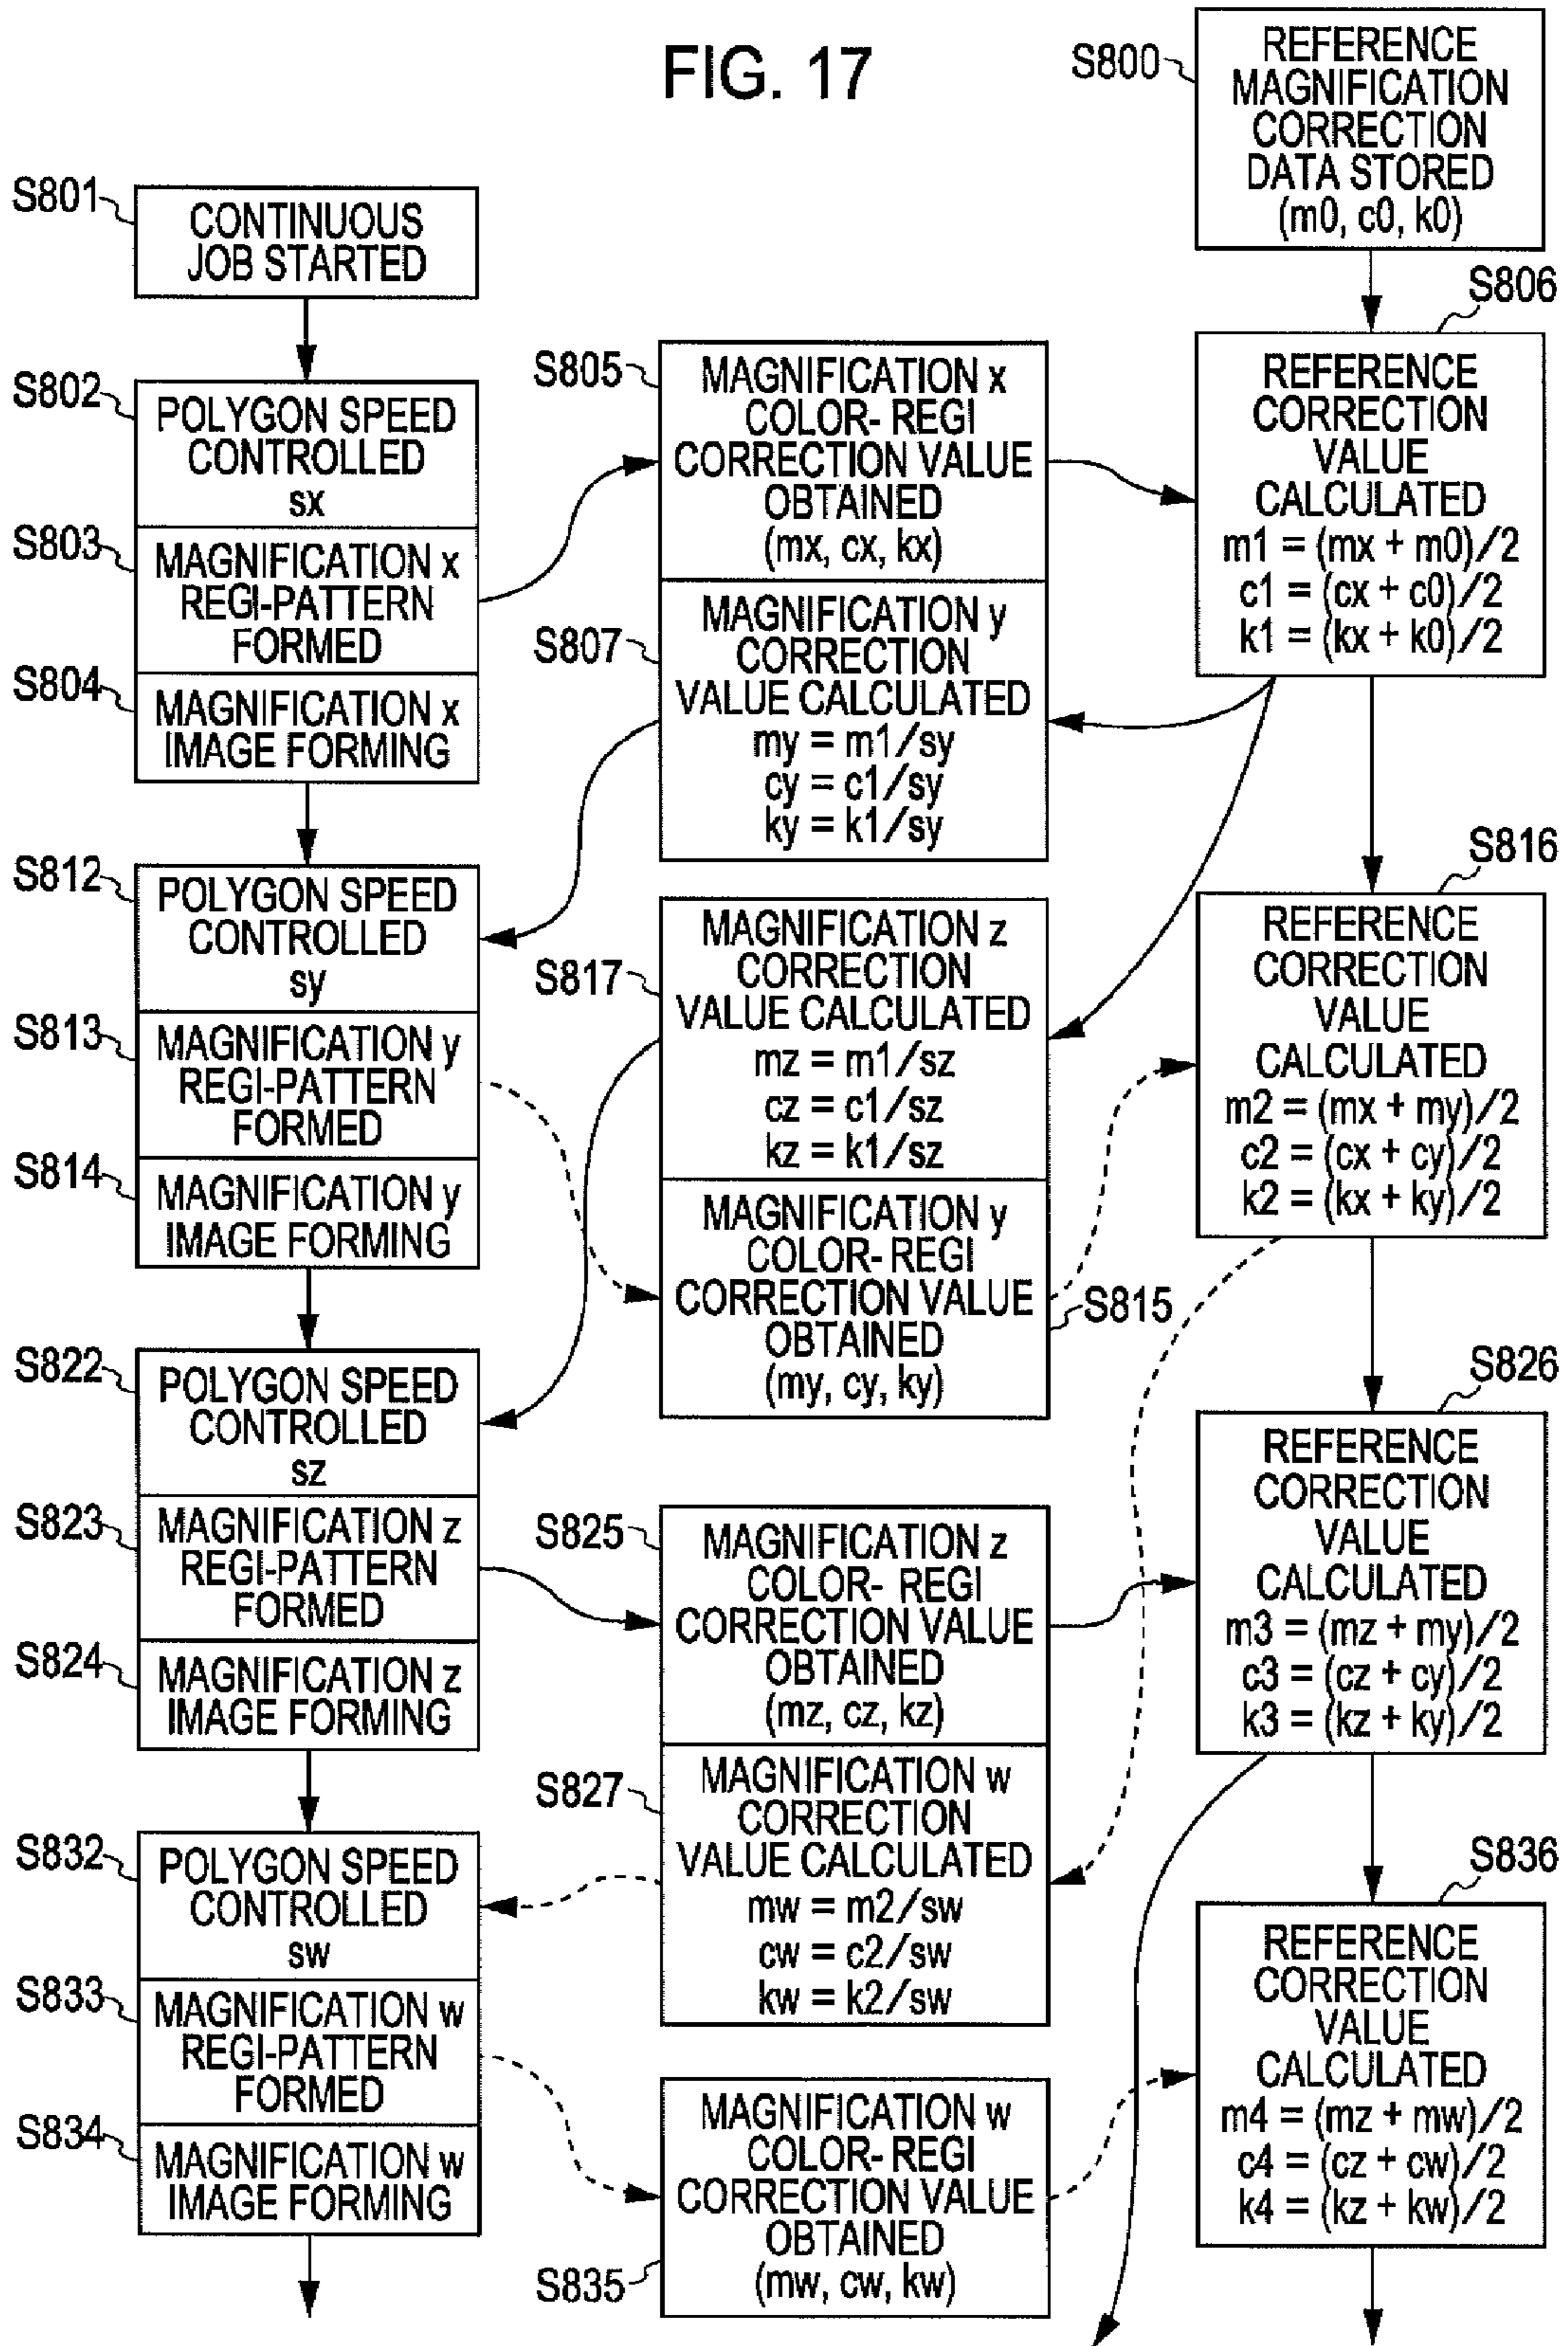 FIG. 17
S800
REFERENCE
MAGNIFICATION
CORRECTION
DATA STORED
(m0, c0, k0)
S801
CONTINUOUS
JOB STARTED
S802
POLYGON SPEED
CONTROLLED
sx
S803
MAGNIFICATION x
REGI-PATTERN
FORMED
S804
MAGNIFICATION x
IMAGE FORMING
S805
MAGNIFICATION x
COLOR- REGI
CORRECTION VALUE
OBTAINED
(mx, cx, kx)
S806
REFERENCE
CORRECTION
VALUE
CALCULATED
m1 = (mx + m0)/2
c1 = (cx + c0)/2
k1 = (kx + k0)/2
S807
MAGNIFICATION y
CORRECTION
VALUE CALCULATED
my = m1/sy
cy = c1/sy
ky = k1/sy
S812
POLYGON SPEED
CONTROLLED
sy
S813
MAGNIFICATION y
REGI-PATTERN
FORMED
S814
MAGNIFICATION y
IMAGE FORMING
S817
MAGNIFICATION z
CORRECTION
VALUE CALCULATED
mz = m1/sz
cz = c1/sz
kz = k1/sz
MAGNIFICATION y
COLOR- REGI
CORRECTION VALUE
OBTAINED
(my, cy, ky)
S815
S816
REFERENCE
CORRECTION
VALUE
CALCULATED
m2 = (mx + my)/2
c2 = (cx + cy)/2
k2 = (kx + ky)/2
S822
POLYGON SPEED
CONTROLLED
sz
S823
MAGNIFICATION z
REGI-PATTERN
FORMED
S824
MAGNIFICATION z
IMAGE FORMING
S825
MAGNIFICATION z
COLOR- REGI
CORRECTION VALUE
OBTAINED
(mz, cz, kz)
S826
REFERENCE
CORRECTION
VALUE
CALCULATED
m3 = (mz + my)/2
c3 = (cz + cy)/2
k3 = (kz + ky)/2
S827
MAGNIFICATION w
CORRECTION
VALUE CALCULATED
mw = m2/sw
cw = c2/sw
kw = k2/sw
S832
POLYGON SPEED
CONTROLLED
sw
S833
MAGNIFICATION w
REGI-PATTERN
FORMED
S834
MAGNIFICATION w
IMAGE FORMING
MAGNIFICATION w
COLOR- REGI
CORRECTION VALUE
OBTAINED
(mw, cw, kw)
S835
S836
REFERENCE
CORRECTION
VALUE
CALCULATED
m4 = (mz + mw)/2
c4 = (cz + cw)/2
k4 = (kz + kw)/2